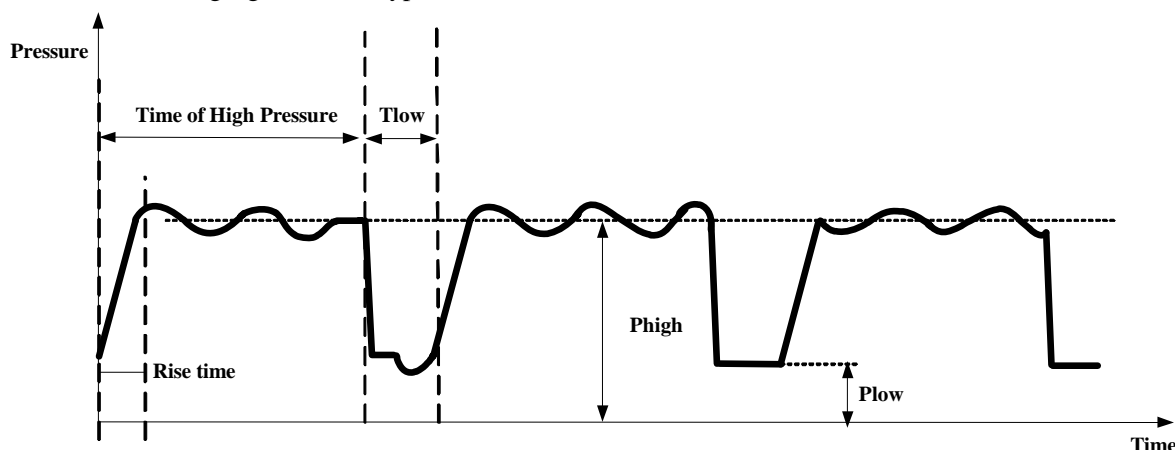 Pressure
Time of High Pressure
Tlow
Phigh
Rise time
Plow
Time